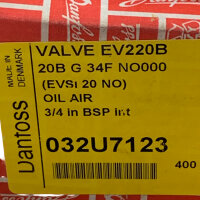 MADE IN
DENMARK
Danfoss
VALVE EV220B
20B G 34F NO000
(EVSI 20 NO)
OIL AIR
3/4 in BSP int
032U7123
400